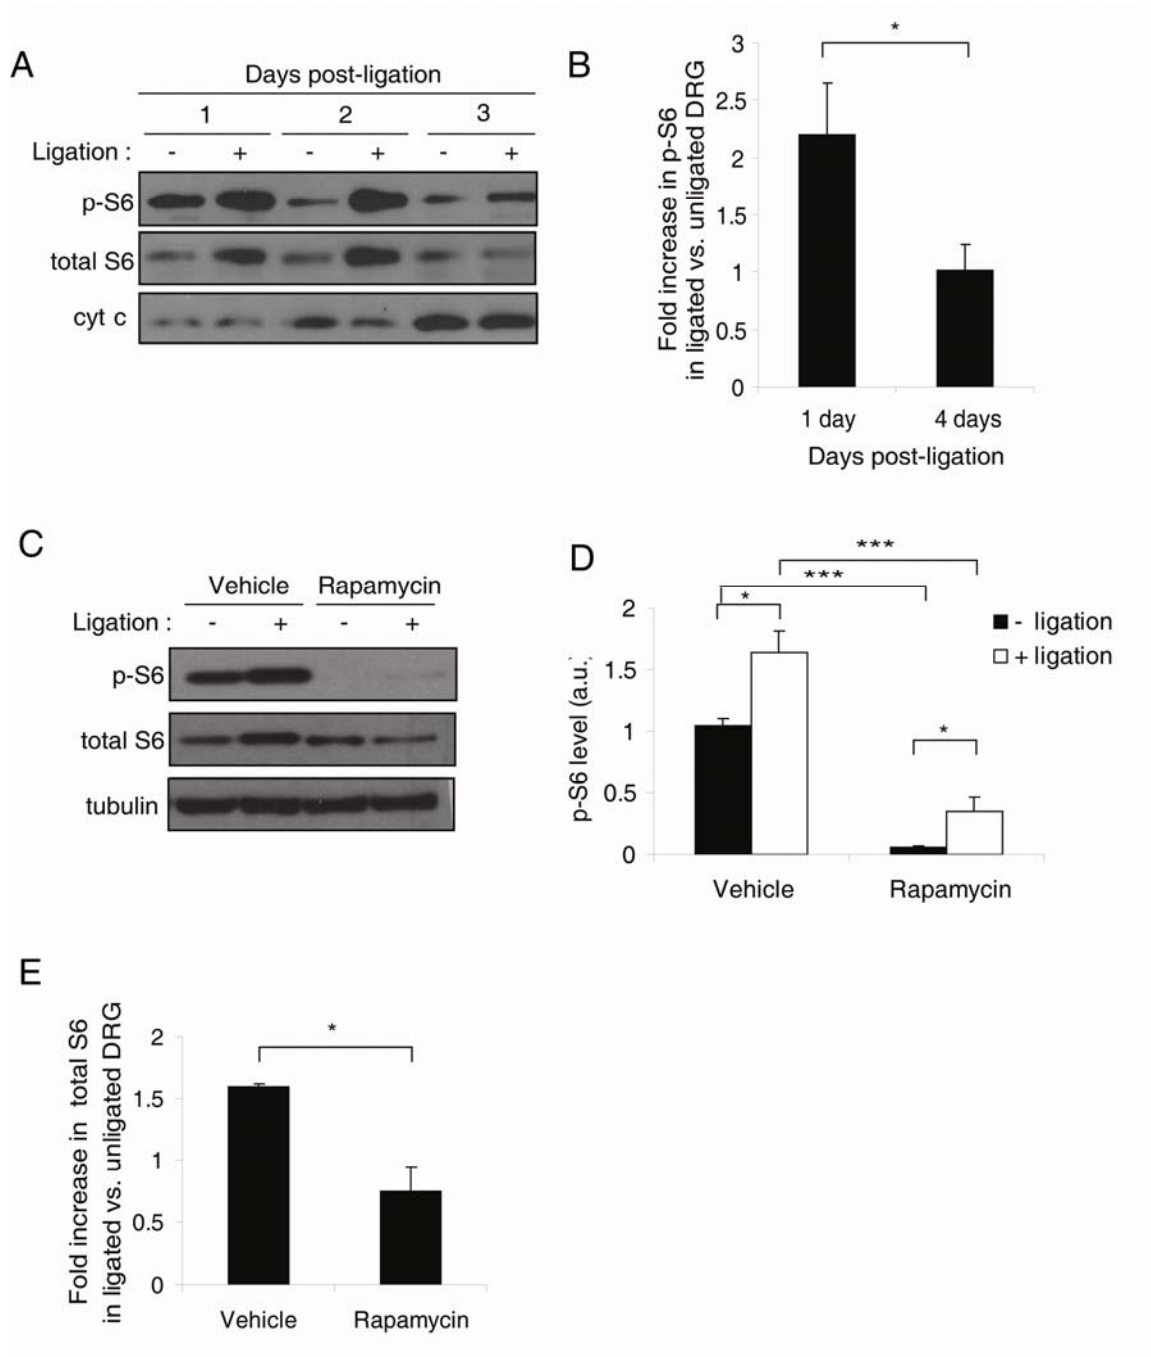 A
Days post-ligation
1 2 3
Ligation : - + - + - +
p-S6
total S6
cyt c
B
Fold increase in p-S6
in ligated vs. unligated DRG
*
3
2.5
2
1.5
1
0.5
0
1 day 4 days
Days post-ligation
C
Vehicle Rapamycin
Ligation : - + - +
p-S6
total S6
tubulin
D
***
***
*
*
p-S6 level (a.u.)
2
1.5
1
0.5
0
- ligation
+ ligation
Vehicle Rapamycin
E
Fold increase in total S6
in ligated vs. unligated DRG
*
2
1.5
1
0.5
0
Vehicle Rapamycin